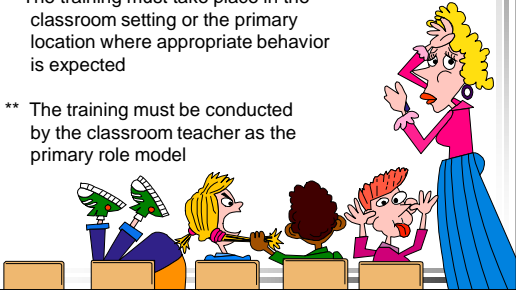 The training must take place in the
classroom setting or the primary
location where appropriate behavior
is expected
** The training must be conducted
by the classroom teacher as the
primary role model